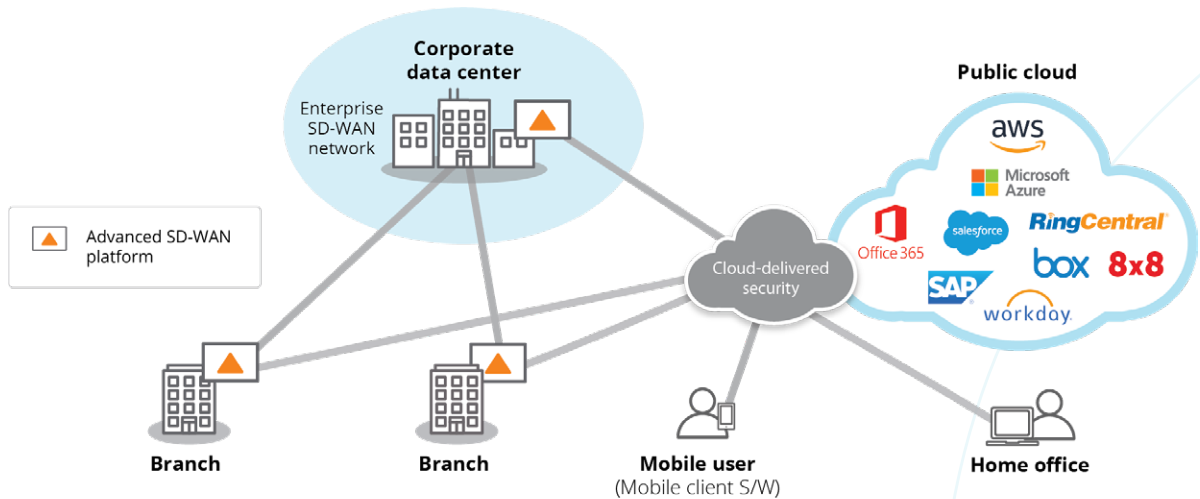 Corporate
data center
Enterprise
SD-WAN
network
Public cloud
aws
Microsoft
Azure
Office 365
salesforce
RingCentral
box
8x8
SAP
workday.
Advanced SD-WAN
platform
Cloud-delivered
security
Branch
Branch
Mobile user
(Mobile client S/W)
Home office